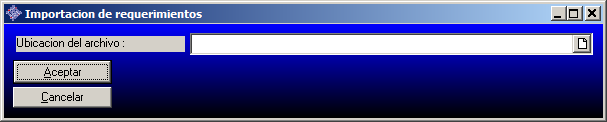 Importacion de requerimientos
Ubicacion del archivo :
Aceptar
Cancelar